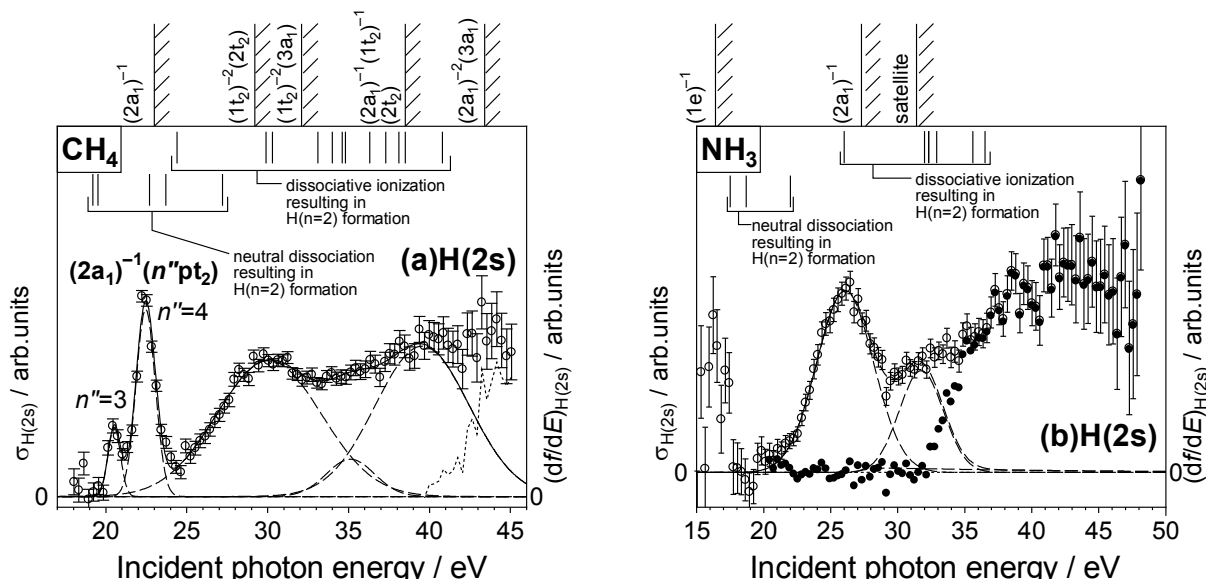 (2a₁)⁻¹
(1t₂)⁻²(2t₂)
(1t₂)⁻²(3a₁)
(2a₁)⁻¹(1t₂)⁻¹
(2t₂)
(2a₁)⁻²(3a₁)
CH₄
dissociative ionization
resulting in
H(n=2) formation
neutral dissociation
resulting in
H(n=2) formation
(2a₁)⁻¹(n"pt₂)
(a)H(2s)
n"=4
n"=3
σH(2s) / arb.units
(df/dE)H(2s) / arb.units
0
0
20 25 30 35 40 45
Incident photon energy / eV
(1e)⁻¹
(2a₁)⁻¹
satellite
NH₃
dissociative ionization
resulting in
H(n=2) formation
neutral dissociation
resulting in
H(n=2) formation
(b)H(2s)
σH(2s) / arb.units
(df/dE)H(2s) / arb.units
0
0
15 20 25 30 35 40 45 50
Incident photon energy / eV